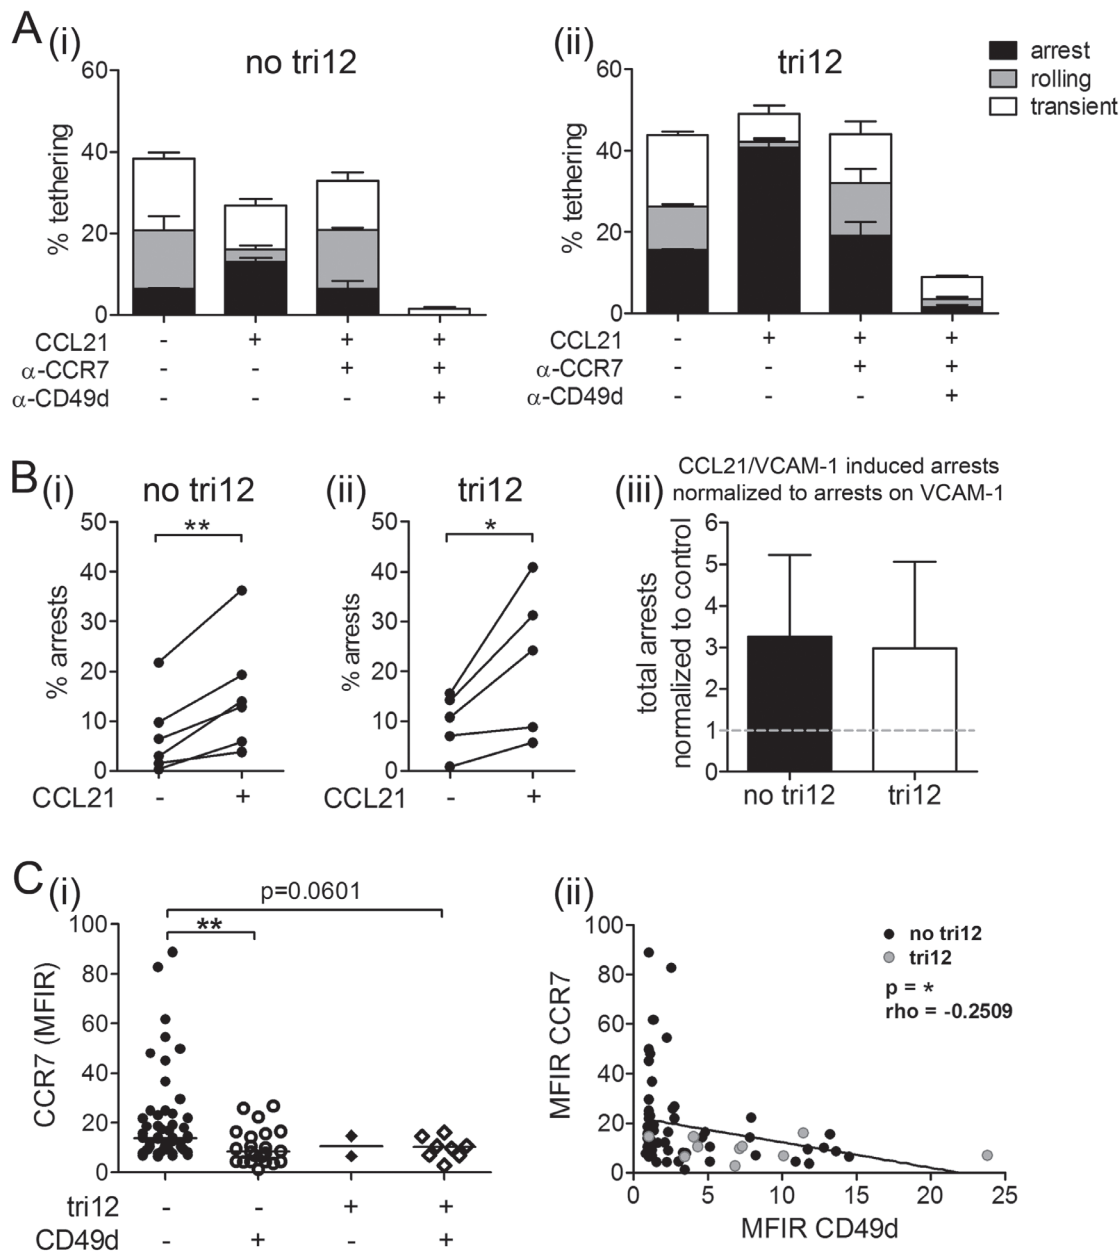 A (i) (ii)
no tri12
tri12
arrest
rolling
transient
% tethering
60
40
20
0
% tethering
60
40
20
0
CCL21 - + + +
α-CCR7 - - + +
α-CD49d - - - +
CCL21 - + + +
α-CCR7 - - + +
α-CD49d - - - +
B (i) no tri12
**
% arrests
50
40
30
20
10
0
CCL21 - +
(ii) tri12
*
% arrests
50
40
30
20
10
0
CCL21 - +
(iii)
CCL21/VCAM-1 induced arrests
normalized to arrests on VCAM-1
total arrests
normalized to control
6
5
4
3
2
1
0
no tri12 tri12
C (i)
p=0.0601
**
CCR7 (MFIR)
100
80
60
40
20
0
tri12 - - + +
CD49d - + - +
(ii)
MFIR CCR7
100
80
60
40
20
0
no tri12
tri12
p = *
rho = -0.2509
0 5 10 15 20 25
MFIR CD49d